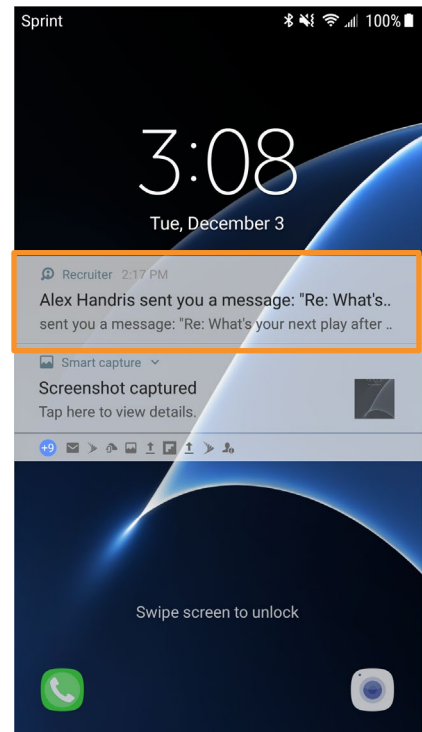 Sprint 100%
3:08
Tue, December 3
Recruiter 2:17 PM
Alex Handris sent you a message: "Re: What's..
sent you a message: "Re: What's your next play after ..
Smart capture
Screenshot captured
Tap here to view details.
+9
Swipe screen to unlock